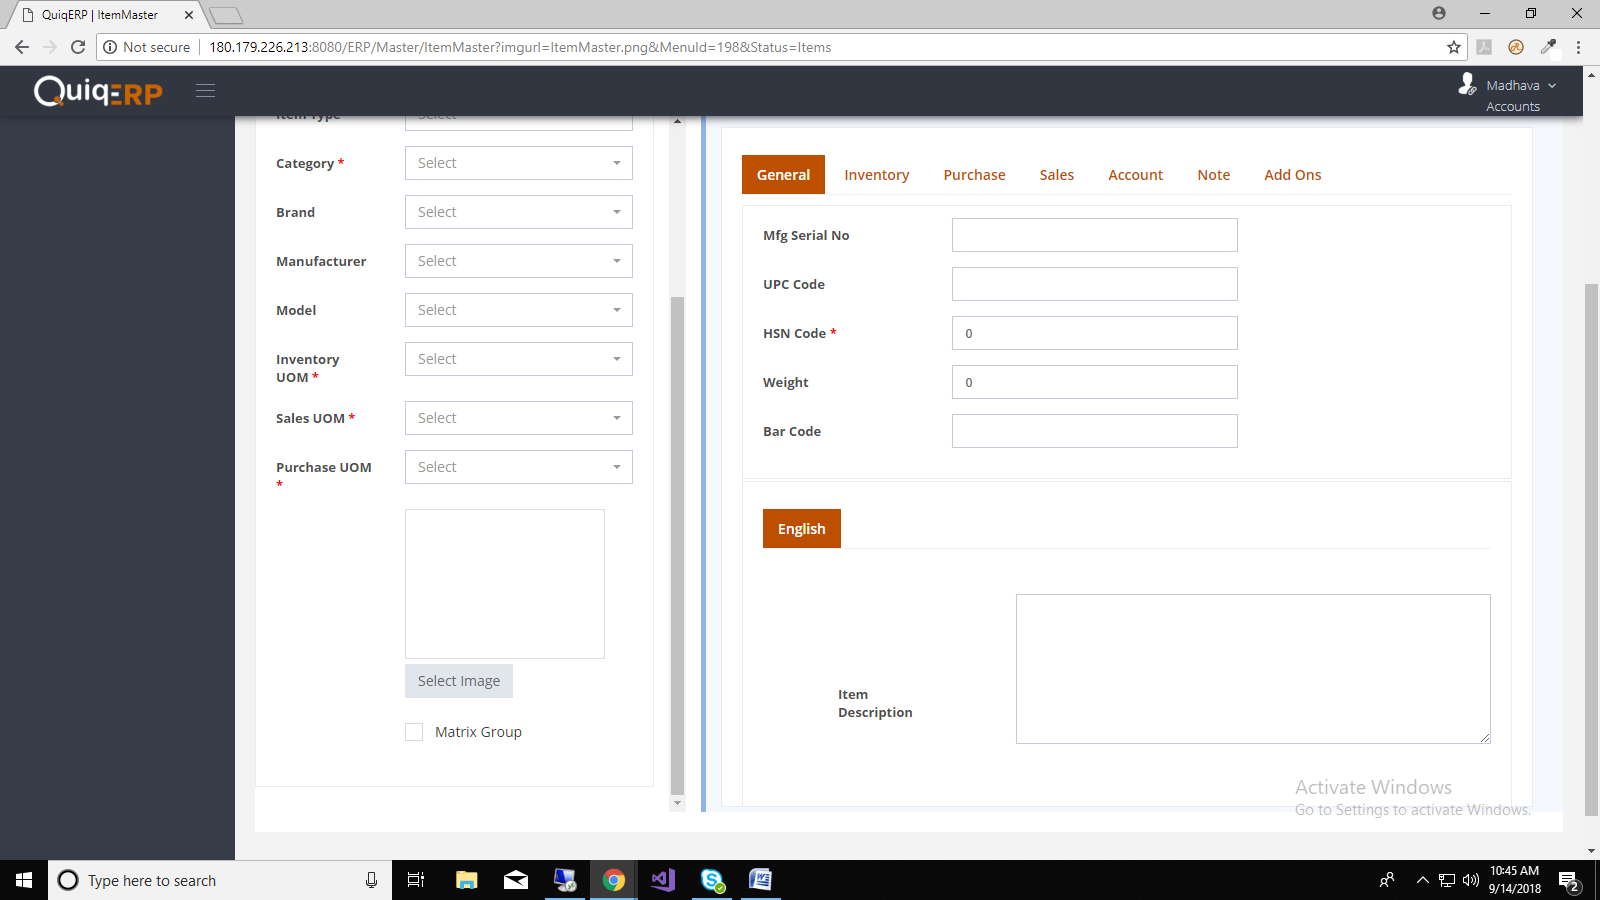 QuiqERP | ItemMaster
Not secure
180.179.226.213:8080/ERP/Master/ItemMaster?imgurl=ItemMaster.png&MenuId=198&Status=Items
QuiqERP
Madhava
Accounts
Item Type
Select
Category *
Select
Brand
Select
Manufacturer
Select
Model
Select
Inventory
UOM *
Select
Sales UOM *
Select
Purchase UOM
*
Select
Select Image
Matrix Group
General Inventory Purchase Sales Account Note Add Ons
Mfg Serial No
UPC Code
HSN Code *
0
Weight
0
Bar Code
English
Item
Description
Activate Windows
Go to Settings to activate Windows.
Type here to search
10:45 AM
9/14/2018
2